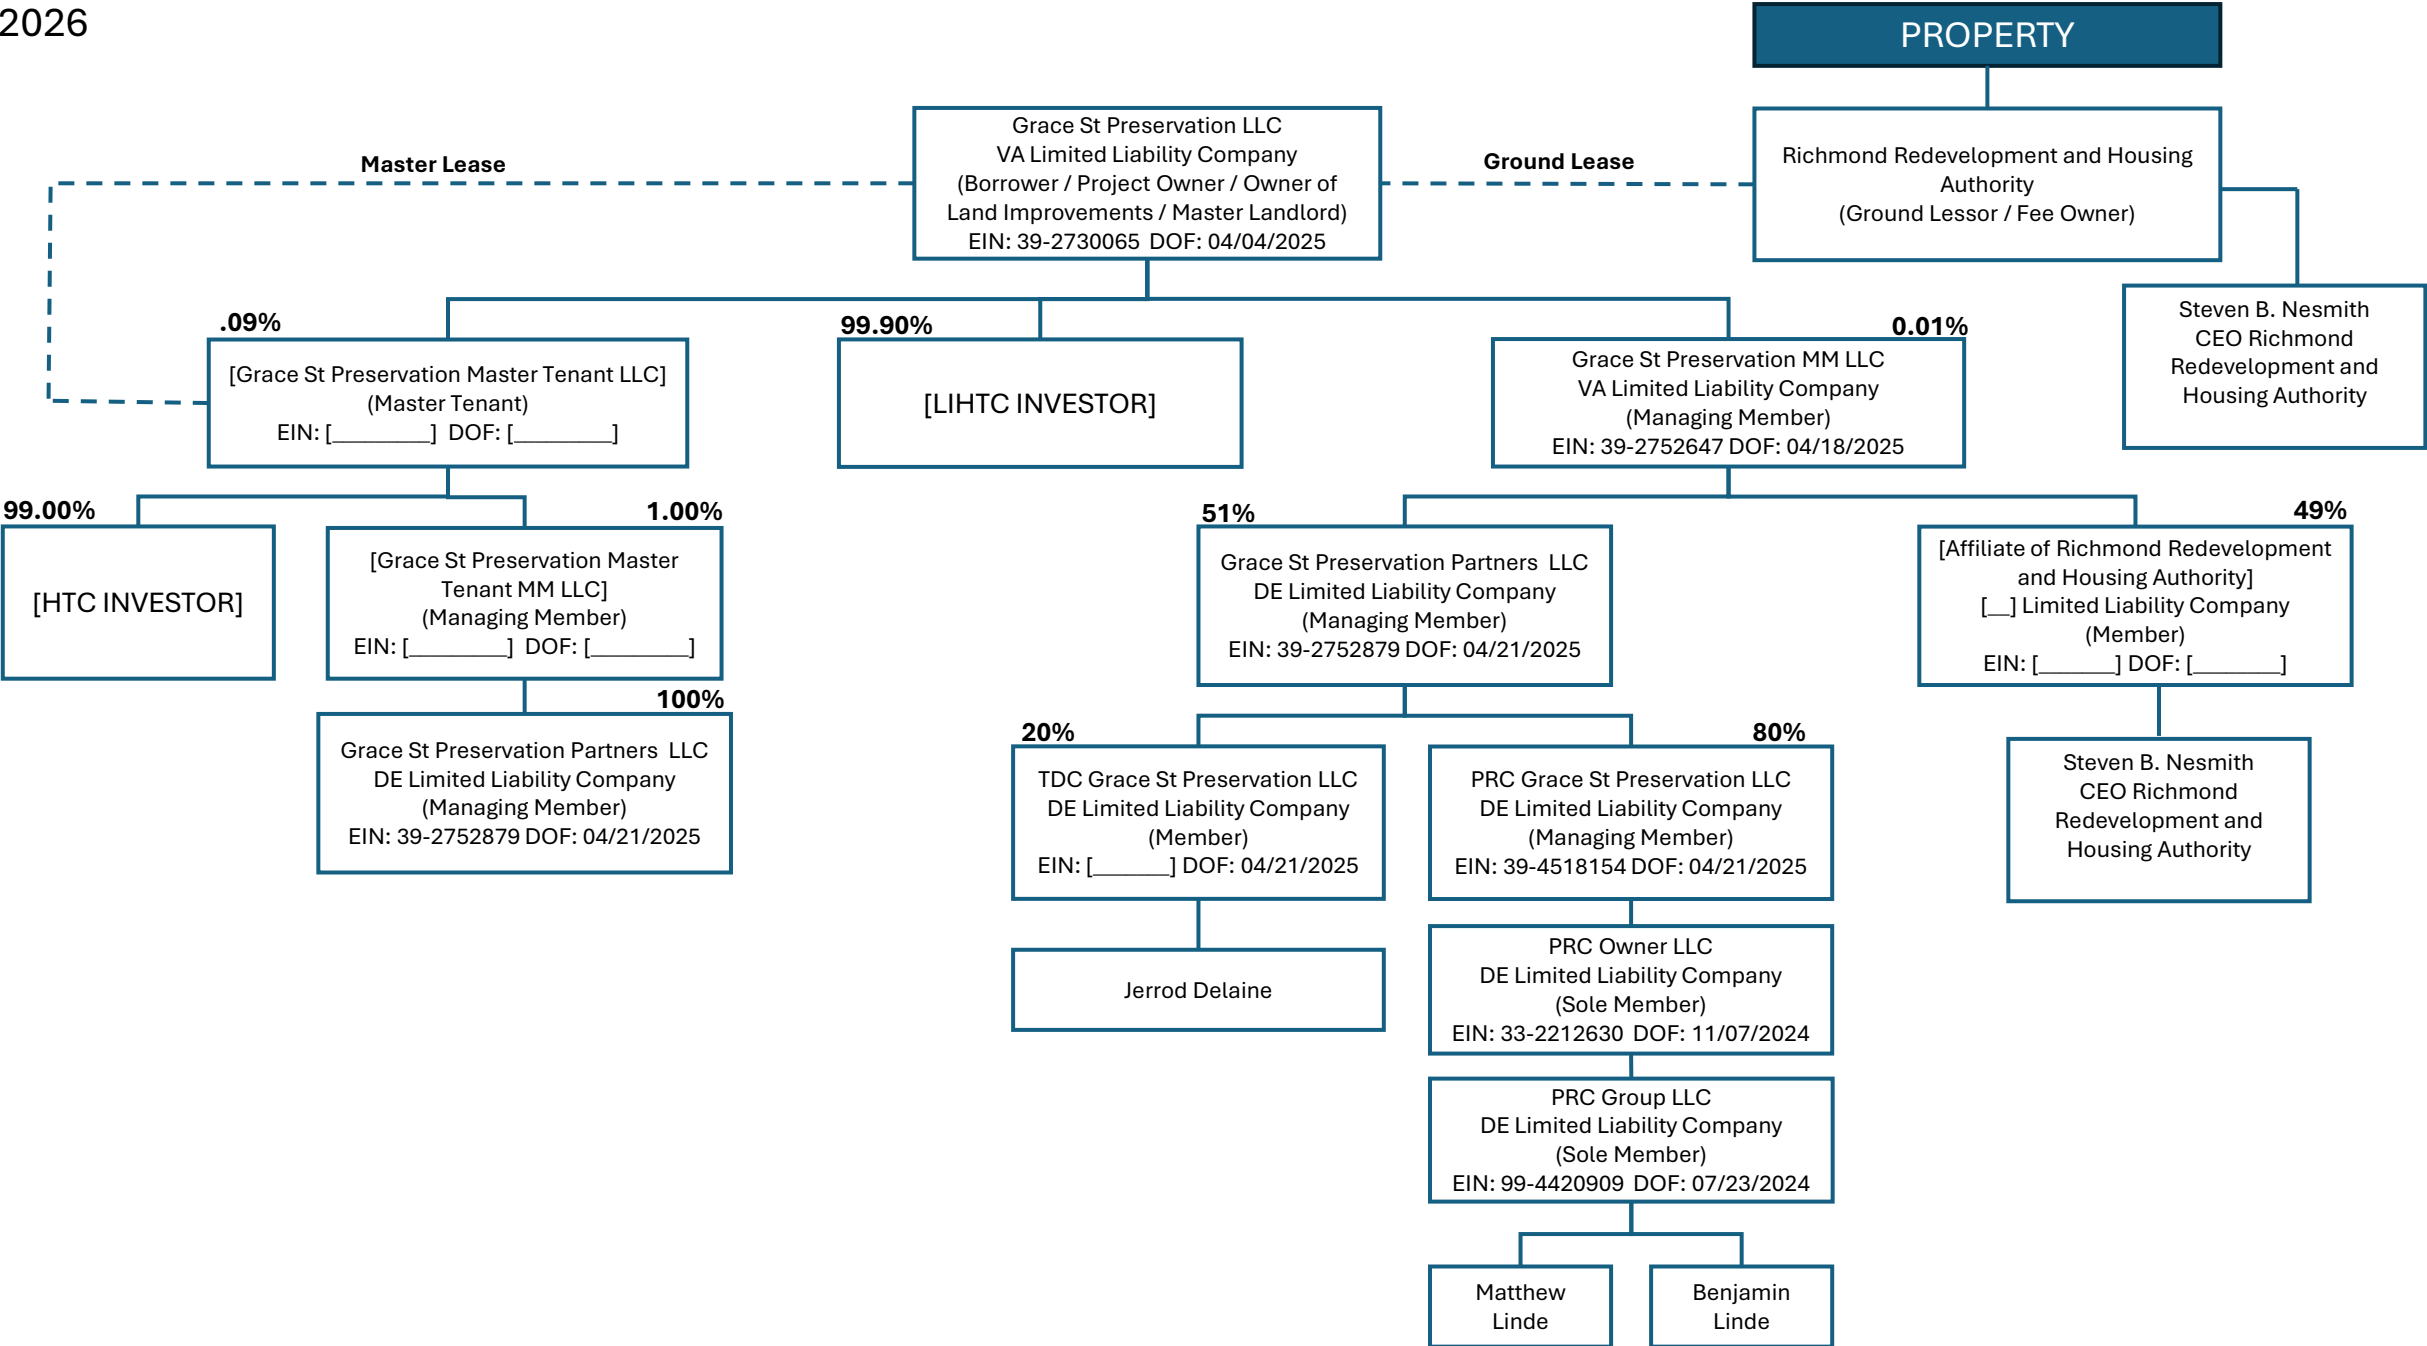 2026
PROPERTY
Grace St Preservation LLC
VA Limited Liability Company
(Borrower / Project Owner / Owner of
Land Improvements / Master Landlord)
EIN: 39-2730065 DOF: 04/04/2025
Master Lease
Ground Lease
Richmond Redevelopment and Housing
Authority
(Ground Lessor / Fee Owner)
Steven B. Nesmith
CEO Richmond
Redevelopment and
Housing Authority
.09%
[Grace St Preservation Master Tenant LLC]
(Master Tenant)
EIN: [_________] DOF: [_________]
99.90%
[LIHTC INVESTOR]
0.01%
Grace St Preservation MM LLC
VA Limited Liability Company
(Managing Member)
EIN: 39-2752647 DOF: 04/18/2025
99.00%
[HTC INVESTOR]
1.00%
[Grace St Preservation Master
Tenant MM LLC]
(Managing Member)
EIN: [_________] DOF: [_________]
100%
Grace St Preservation Partners LLC
DE Limited Liability Company
(Managing Member)
EIN: 39-2752879 DOF: 04/21/2025
51%
Grace St Preservation Partners LLC
DE Limited Liability Company
(Managing Member)
EIN: 39-2752879 DOF: 04/21/2025
49%
[Affiliate of Richmond Redevelopment
and Housing Authority]
[__] Limited Liability Company
(Member)
EIN: [_______] DOF: [________]
Steven B. Nesmith
CEO Richmond
Redevelopment and
Housing Authority
20%
TDC Grace St Preservation LLC
DE Limited Liability Company
(Member)
EIN: [_______] DOF: 04/21/2025
Jerrod Delaine
80%
PRC Grace St Preservation LLC
DE Limited Liability Company
(Managing Member)
EIN: 39-4518154 DOF: 04/21/2025
PRC Owner LLC
DE Limited Liability Company
(Sole Member)
EIN: 33-2212630 DOF: 11/07/2024
PRC Group LLC
DE Limited Liability Company
(Sole Member)
EIN: 99-4420909 DOF: 07/23/2024
Matthew
Linde
Benjamin
Linde